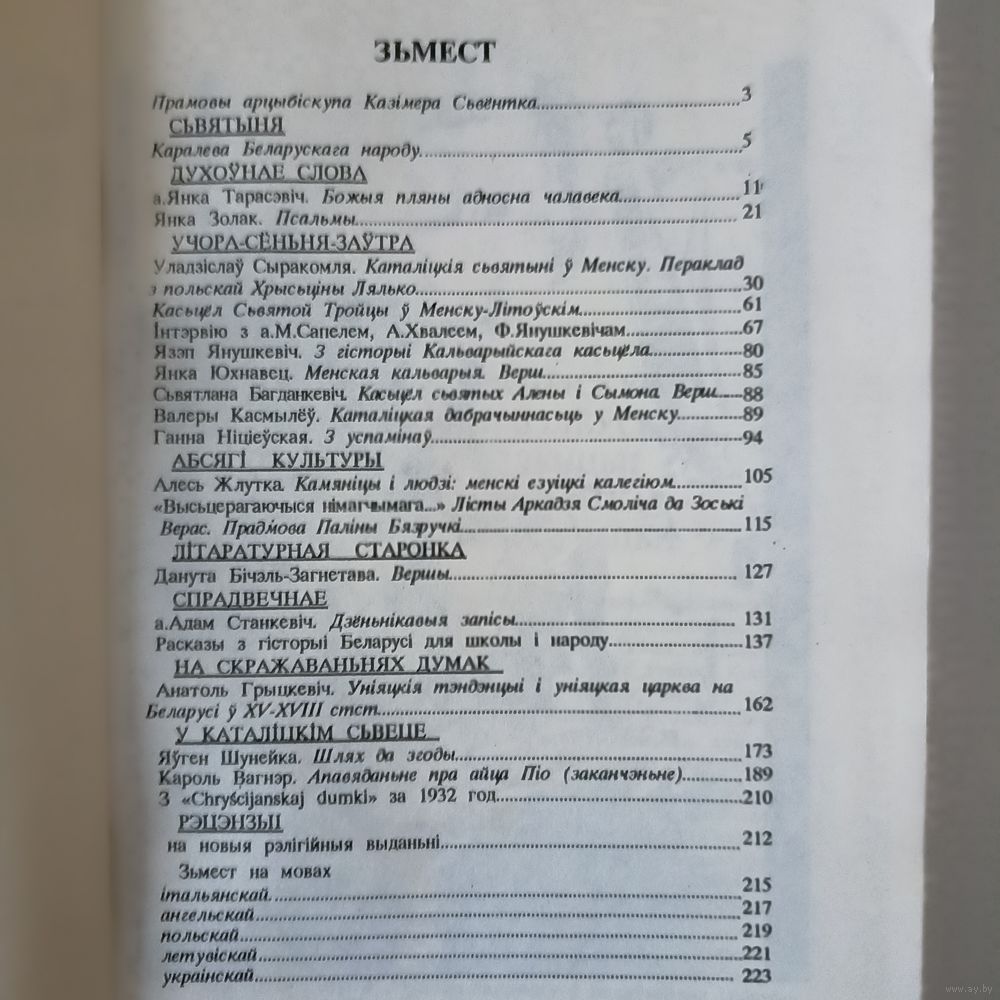 ЗЬМЕСТ
Прамовы арцыбіскупа Казімера Сьвёнтка........3
СЬВЯТЫНЯ
Каралева Беларускага народу........5
ДУХОЎНАЕ СЛОВА
а.Янка Тарасэвіч. Божыя пляны адносна чалавека........11
Янка Золак. Псальмы........21
УЧОРА-СЁНЬНЯ-ЗАЎТРА
Уладзіслаў Сыракомля. Каталіцкія сьвятыні ў Менску. Пераклад
з польскай Хрысьціны Лялько........30
Касьцёл Сьвятой Тройцы ў Менску-Літоўскім........61
Інтэрвію з а.М.Сапелем, А.Хвалеем, Ф.Янушкевічам........67
Язэп Янушкевіч. З гісторыі Кальварыйскага касьцёла........80
Янка Юхнавец. Менская кальварыя. Верш........85
Сьвятлана Багданкевіч. Касьцёл сьвятых Алены і Сымона. Верш........88
Валеры Касмылёў. Каталіцкая дабрачыннасьць у Менску........89
Ганна Ніціеўская. З успамінаў........94
АБСЯГІ КУЛЬТУРЫ
Алесь Жлутка. Камяніцы і людзі: менскі езуіцкі калегіюм........105
«Высьцерагаючыся німагчымага...» Лісты Аркадзя Смоліча да Зоські
Верас. Прадмова Паліны Бязручкі........115
ЛІТАРАТУРНАЯ СТАРОНКА
Данута Бічэль-Загнетава. Вершы........127
СПРАДВЕЧНАЕ
а.Адам Станкевіч. Дзёньнікавыя запісы........131
Расказы з гісторыі Беларусі для школы і народу........137
НА СКРАЖАВАНЬНЯХ ДУМАК
Анатоль Грыцкевіч. Уніяцкія тэндэнцыі і уніяцкая царква на
Беларусі ў XV-XVIII стст........162
У КАТАЛІЦКІМ СЬВЕЦЕ
Яўген Шунейка. Шлях да згоды........173
Кароль Вагнэр. Апавяданьне пра айца Піо (заканчэньне)........189
З «Chryścijanskaj dumki» за 1932 год........210
РЭЦЭНЗЫІ
на новыя рэлігійныя выданьні........212
Зьмест на мовах
італьянскай........215
ангельскай........217
польскай........219
летувіскай........221
украінскай........223
www.ay.by